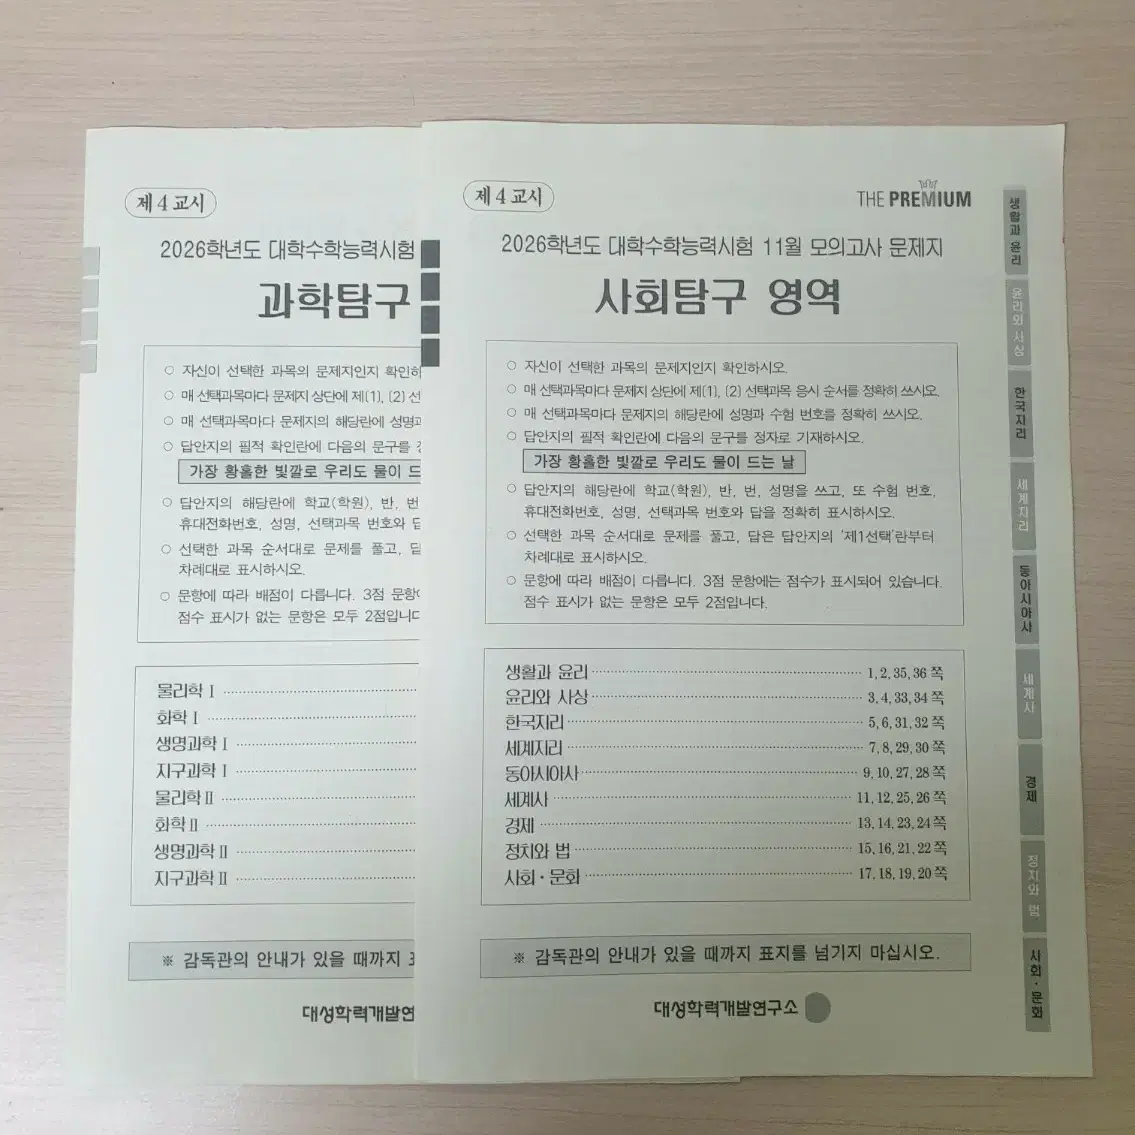 제 4 교시
2026학년도 대학수학능력시험
과학탐구
○ 자신이 선택한 과목의 문제지인지 확인하
○ 매 선택과목마다 문제지 상단에 제(1), (2) 선
○ 매 선택과목마다 문제지의 해당란에 성명과
○ 답안지의 필적 확인란에 다음의 문구를 정
가장 황홀한 빛깔로 우리도 물이 드
○ 답안지의 해당란에 학교(학원), 반, 번
휴대전화번호, 성명, 선택과목 번호와 답
○ 선택한 과목 순서대로 문제를 풀고, 답
차례대로 표시하시오.
○ 문항에 따라 배점이 다릅니다. 3점 문항
점수 표시가 없는 문항은 모두 2점입니다
물리학 Ⅰ
화학 Ⅰ
생명과학 Ⅰ
지구과학 Ⅰ
물리학 Ⅱ
화학 Ⅱ
생명과학 Ⅱ
지구과학 Ⅱ
※ 감독관의 안내가 있을 때까지 표
대성학력개발연
제 4 교시
THE PREMIUM
2026학년도 대학수학능력시험 11월 모의고사 문제지
사회탐구 영역
○ 자신이 선택한 과목의 문제지인지 확인하시오.
○ 매 선택과목마다 문제지 상단에 제(1), (2) 선택과목 응시 순서를 정확히 쓰시오.
○ 매 선택과목마다 문제지의 해당란에 성명과 수험 번호를 정확히 쓰시오.
○ 답안지의 필적 확인란에 다음의 문구를 정자로 기재하시오.
가장 황홀한 빛깔로 우리도 물이 드는 날
○ 답안지의 해당란에 학교(학원), 반, 번, 성명을 쓰고, 또 수험 번호,
휴대전화번호, 성명, 선택과목 번호와 답을 정확히 표시하시오.
○ 선택한 과목 순서대로 문제를 풀고, 답은 답안지의 '제1선택'란부터
차례대로 표시하시오.
○ 문항에 따라 배점이 다릅니다. 3점 문항에는 점수가 표시되어 있습니다.
점수 표시가 없는 문항은 모두 2점입니다.
생활과 윤리 1, 2, 35, 36 쪽
윤리와 사상 3, 4, 33, 34 쪽
한국지리 5, 6, 31, 32 쪽
세계지리 7, 8, 29, 30 쪽
동아시아사 9, 10, 27, 28 쪽
세계사 11, 12, 25, 26 쪽
경제 13, 14, 23, 24 쪽
정치와 법 15, 16, 21, 22 쪽
사회·문화 17, 18, 19, 20 쪽
※ 감독관의 안내가 있을 때까지 표지를 넘기지 마십시오.
대성학력개발연구소
생활과 윤리
윤리와 사상
한국지리
세계지리
동아시아사
세계사
경제
정치와 법
사회·문화